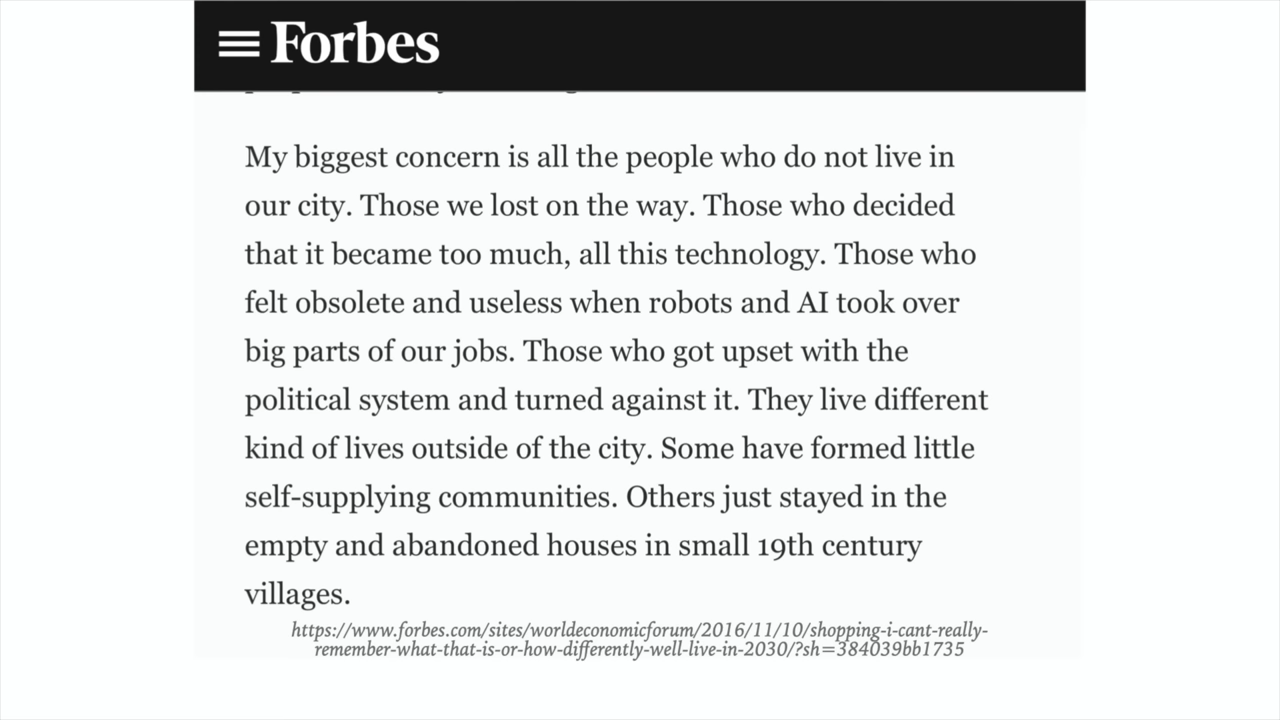 Forbes
My biggest concern is all the people who do not live in
our city. Those we lost on the way. Those who decided
that it became too much, all this technology. Those who
felt obsolete and useless when robots and AI took over
big parts of our jobs. Those who got upset with the
political system and turned against it. They live different
kind of lives outside of the city. Some have formed little
self-supplying communities. Others just stayed in the
empty and abandoned houses in small 19th century
villages.
https://www.forbes.com/sites/worldeconomicforum/2016/11/10/shopping-i-cant-really-
remember-what-that-is-or-how-differently-well-live-in-2030/?sh=384039bb1735